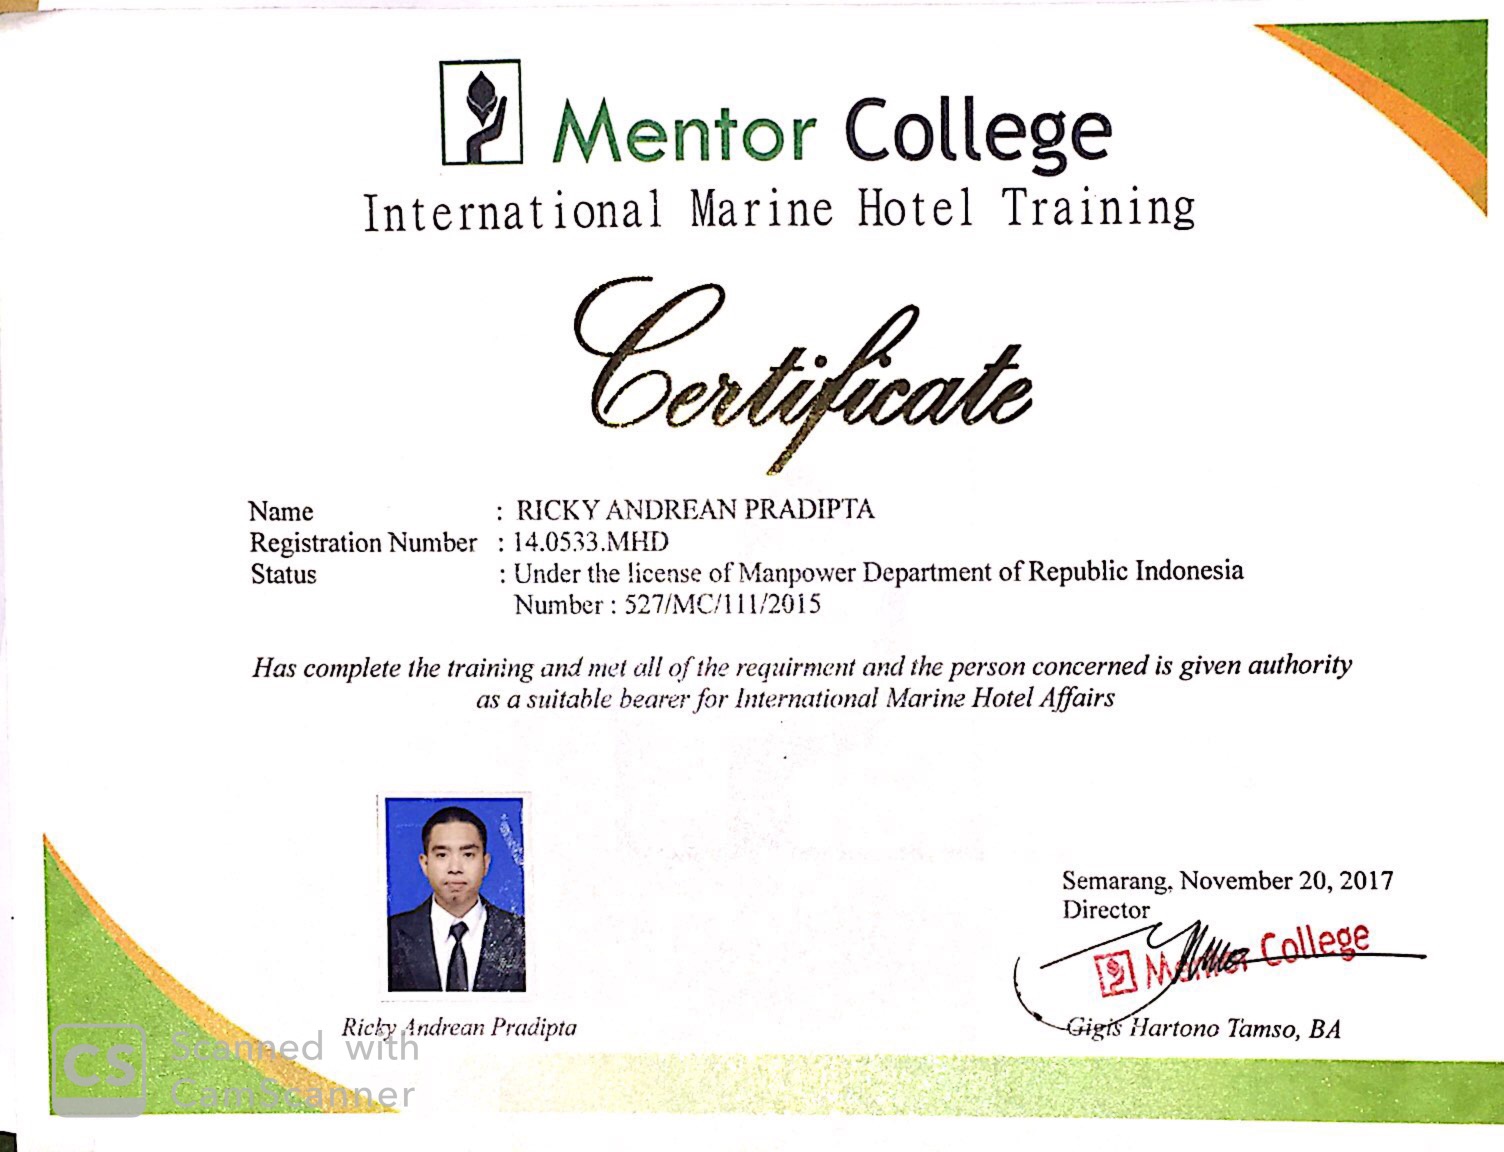 Mentor College
International Marine Hotel Training
Certificate
Name : RICKY ANDREAN PRADIPTA
Registration Number : 14.0533.MHD
Status : Under the license of Manpower Department of Republic Indonesia
Number : 527/MC/111/2015
Has complete the training and met all of the requirment and the person concerned is given authority
as a suitable bearer for International Marine Hotel Affairs
Semarang, November 20, 2017
Director
Mentor College
Gigis Hartono Tamso, BA
Ricky Andrean Pradipta
CS Scanned with
CamScanner